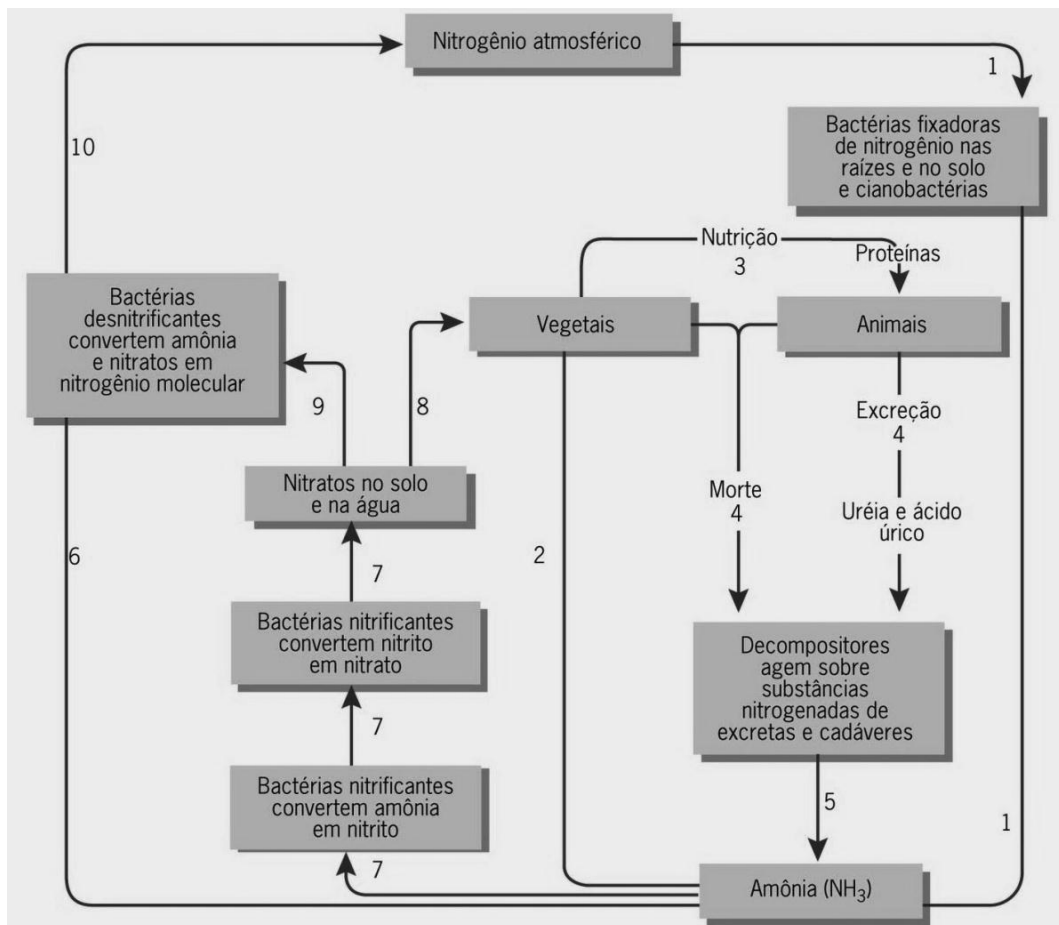 Nitrogênio atmosférico
1
Bactérias fixadoras
de nitrogênio nas
raízes e no solo
e cianobactérias
10
Nutrição
3
Proteínas
Bactérias
desnitrificantes
convertem amônia
e nitratos em
nitrogênio molecular
Vegetais
Animais
9
8
Excreção
4
Nitratos no solo
e na água
Morte
4
Uréia e ácido
úrico
6
2
7
Bactérias nitrificantes
convertem nitrito
em nitrato
Decompositores
agem sobre
substâncias
nitrogenadas de
excretas e cadáveres
7
Bactérias nitrificantes
convertem amônia
em nitrito
5
1
7
Amônia (NH₃)